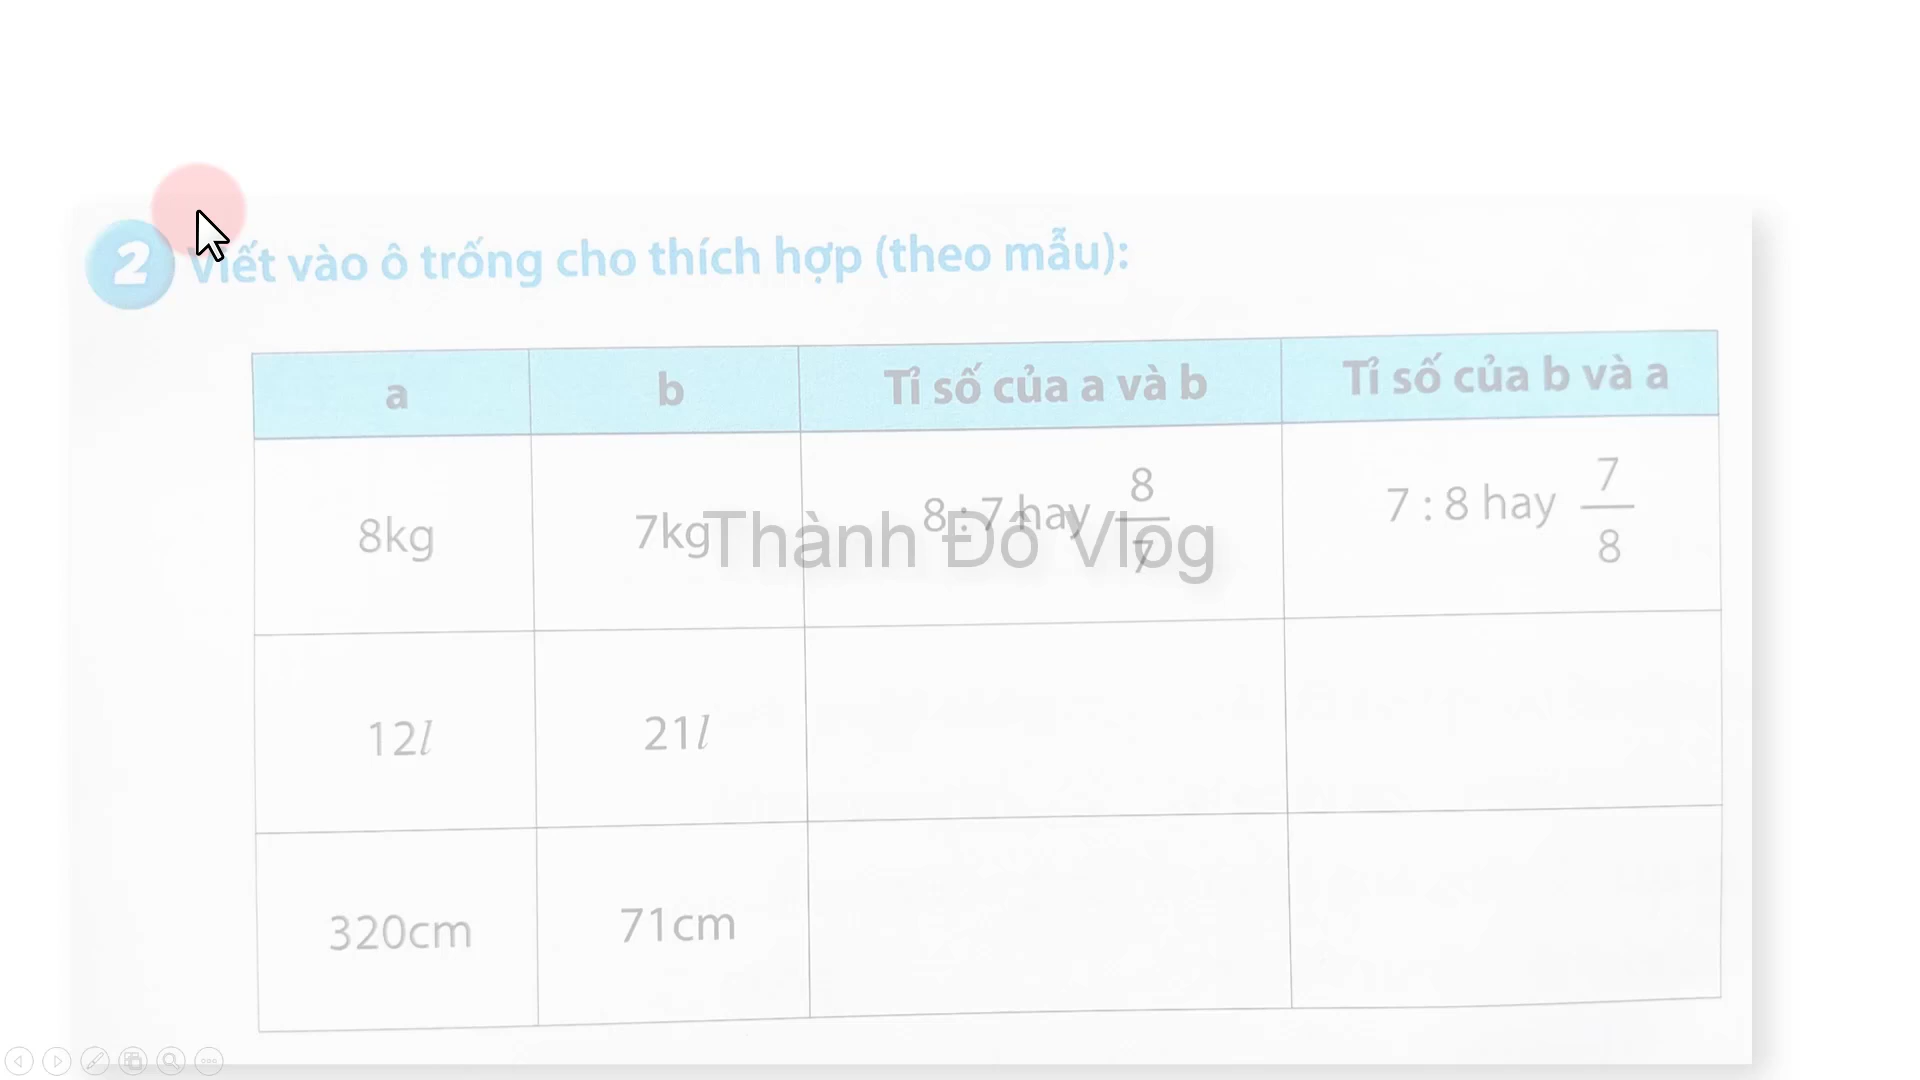 2 Viết vào ô trống cho thích hợp (theo mẫu):
a b Tỉ số của a và b Tỉ số của b và a
8kg 7kg 8 : 7 hay 8/7 7 : 8 hay 7/8
Thành Đô Vlog
12l 21l
320cm 71cm